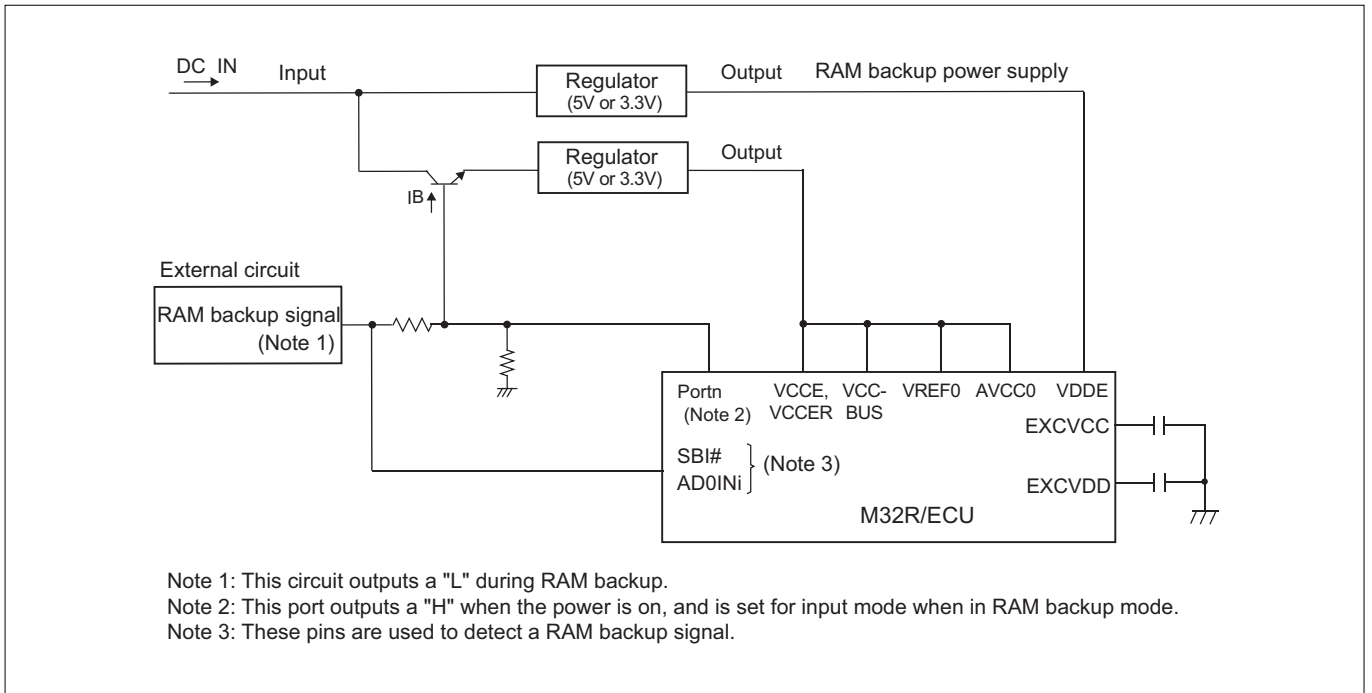 DC IN
Input
Regulator
(5V or 3.3V)
Output
RAM backup power supply
Regulator
(5V or 3.3V)
Output
IB
External circuit
RAM backup signal
(Note 1)
Portn
(Note 2)
VCCE,
VCCER
VCC-
BUS
VREF0
AVCC0
VDDE
EXCVCC
SBI#
AD0INi
(Note 3)
EXCVDD
M32R/ECU
Note 1: This circuit outputs a "L" during RAM backup.
Note 2: This port outputs a "H" when the power is on, and is set for input mode when in RAM backup mode.
Note 3: These pins are used to detect a RAM backup signal.